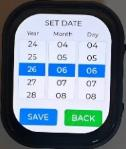 SET DATE
Year Month Day
24 04 04
25 05 05
26 06 06
27 07 07
28 08 08
SAVE BACK